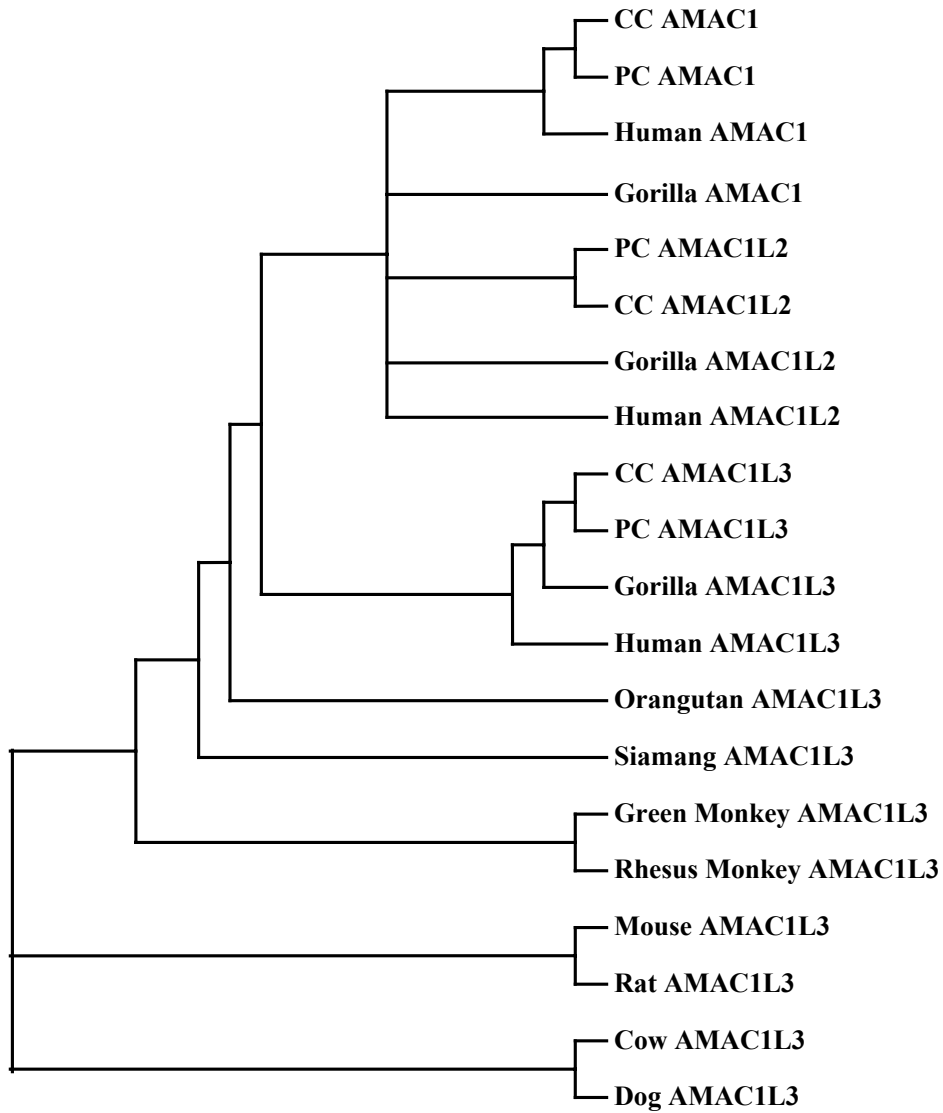 CC AMAC1
PC AMAC1
Human AMAC1
Gorilla AMAC1
PC AMAC1L2
CC AMAC1L2
Gorilla AMAC1L2
Human AMAC1L2
CC AMAC1L3
PC AMAC1L3
Gorilla AMAC1L3
Human AMAC1L3
Orangutan AMAC1L3
Siamang AMAC1L3
Green Monkey AMAC1L3
Rhesus Monkey AMAC1L3
Mouse AMAC1L3
Rat AMAC1L3
Cow AMAC1L3
Dog AMAC1L3